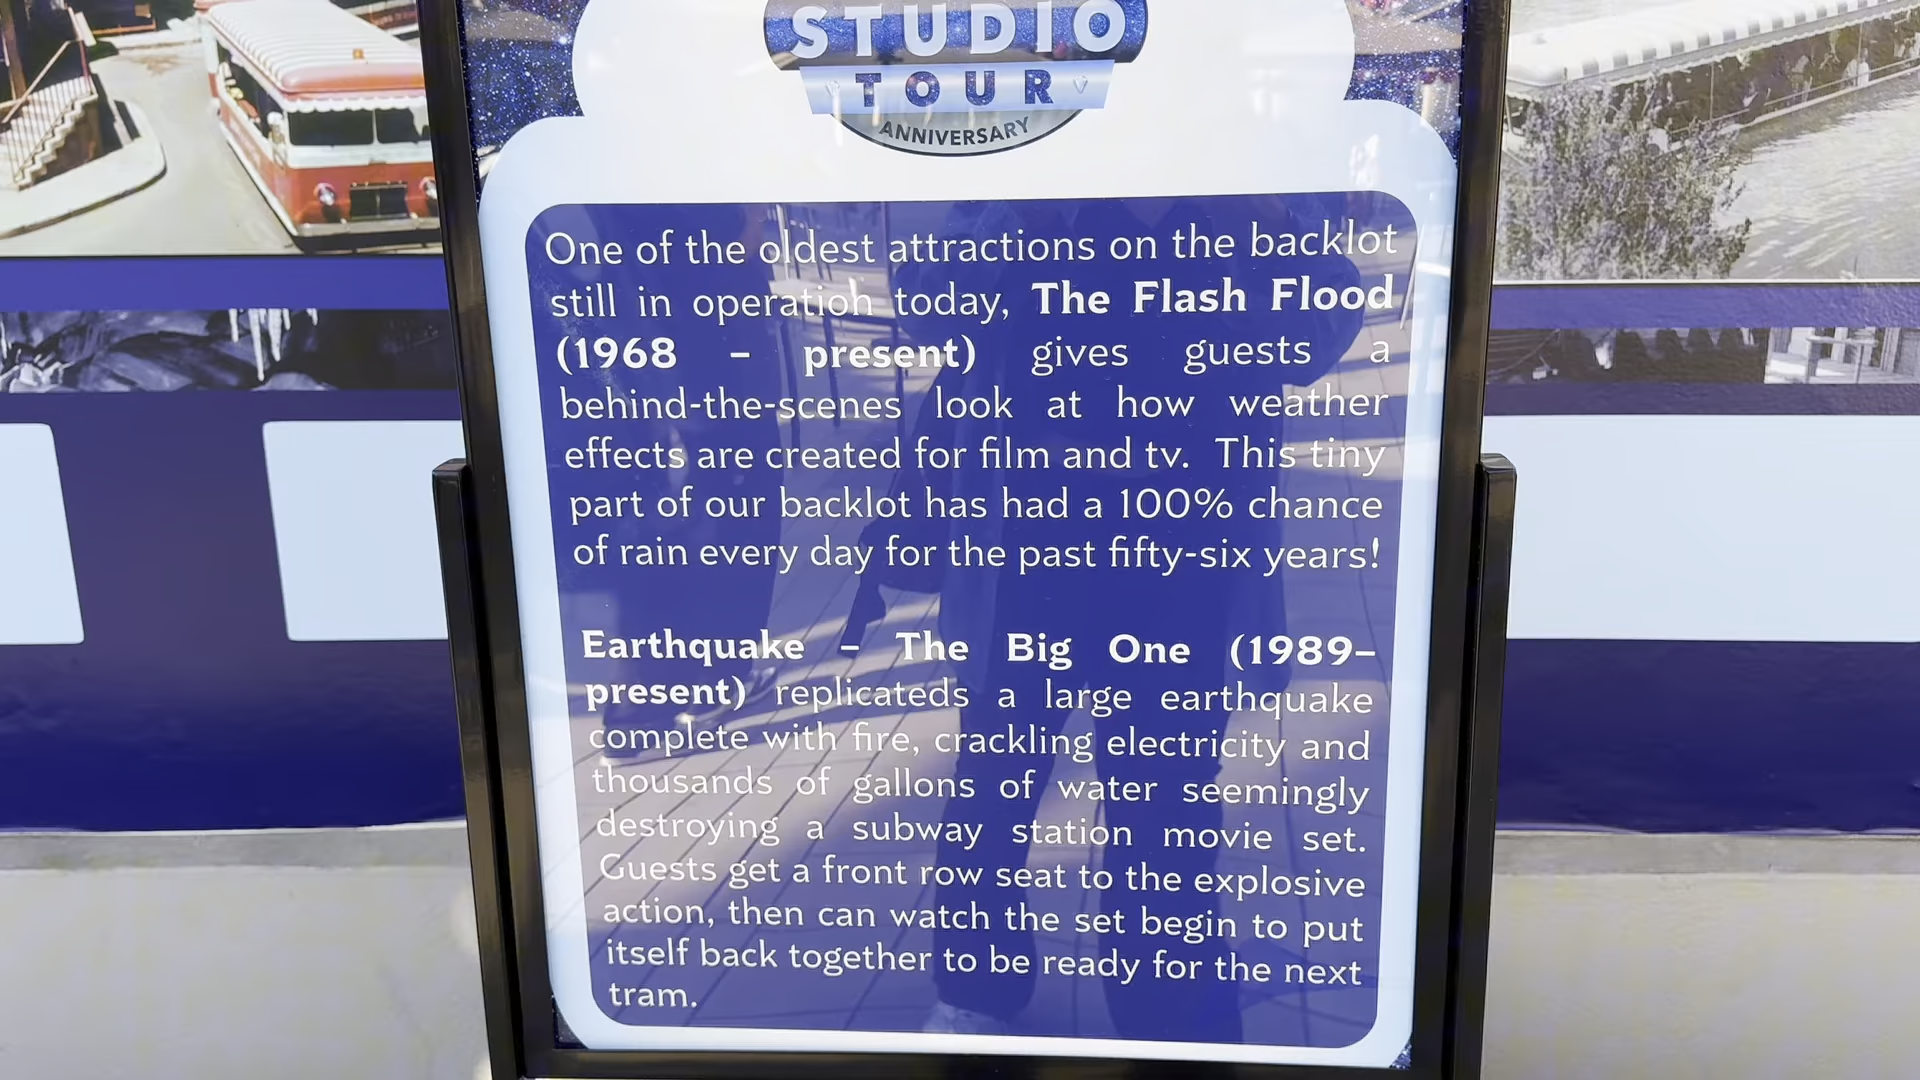 STUDIO
TOUR
ANNIVERSARY
One of the oldest attractions on the backlot
still in operation today, The Flash Flood
(1968 – present) gives guests a
behind-the-scenes look at how weather
effects are created for film and tv. This tiny
part of our backlot has had a 100% chance
of rain every day for the past fifty-six years!
Earthquake – The Big One (1989–
present) replicateds a large earthquake
complete with fire, crackling electricity and
thousands of gallons of water seemingly
destroying a subway station movie set.
Guests get a front row seat to the explosive
action, then can watch the set begin to put
itself back together to be ready for the next
tram.